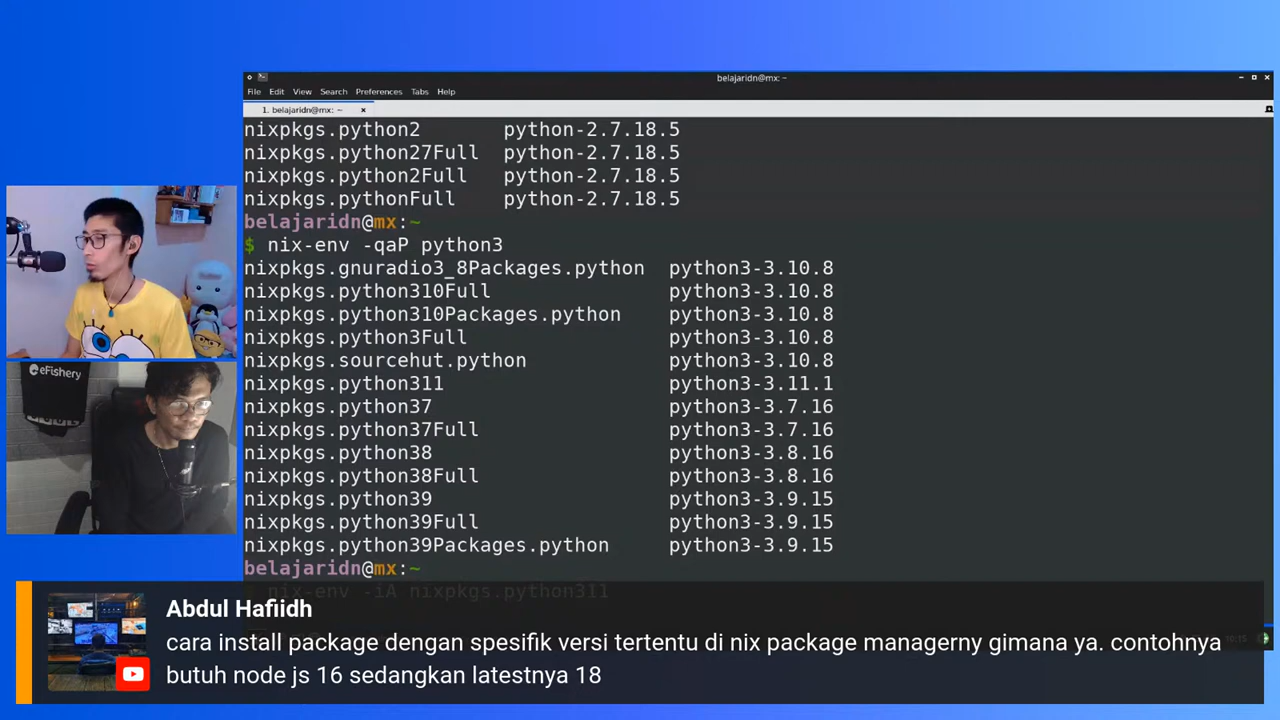 belajaridn@mx: ~
File Edit View Search Preferences Tabs Help
1. belajaridn@mx: ~
nixpkgs.python2 python-2.7.18.5
nixpkgs.python27Full python-2.7.18.5
nixpkgs.python2Full python-2.7.18.5
nixpkgs.pythonFull python-2.7.18.5
belajaridn@mx:~
$ nix-env -qaP python3
nixpkgs.gnuradio3_8Packages.python python3-3.10.8
nixpkgs.python310Full python3-3.10.8
nixpkgs.python310Packages.python python3-3.10.8
nixpkgs.python3Full python3-3.10.8
nixpkgs.sourcehut.python python3-3.10.8
nixpkgs.python311 python3-3.11.1
nixpkgs.python37 python3-3.7.16
nixpkgs.python37Full python3-3.7.16
nixpkgs.python38 python3-3.8.16
nixpkgs.python38Full python3-3.8.16
nixpkgs.python39 python3-3.9.15
nixpkgs.python39Full python3-3.9.15
nixpkgs.python39Packages.python python3-3.9.15
belajaridn@mx:~
$ nix-env -iA nixpkgs.python311
eFishery
Abdul Hafiidh
cara install package dengan spesifik versi tertentu di nix package managerny gimana ya. contohnya
butuh node js 16 sedangkan latestnya 18